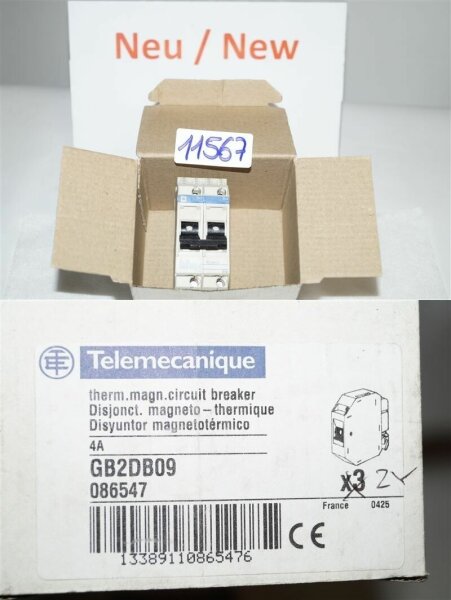 Neu / New
11567
Telemecanique
therm.magn.circuit breaker
Disjonct. magneto-thermique
Disyuntor magnetotérmico
4A
GB2DB09
086547
x3 2x
France 0425
13389110865476
CE